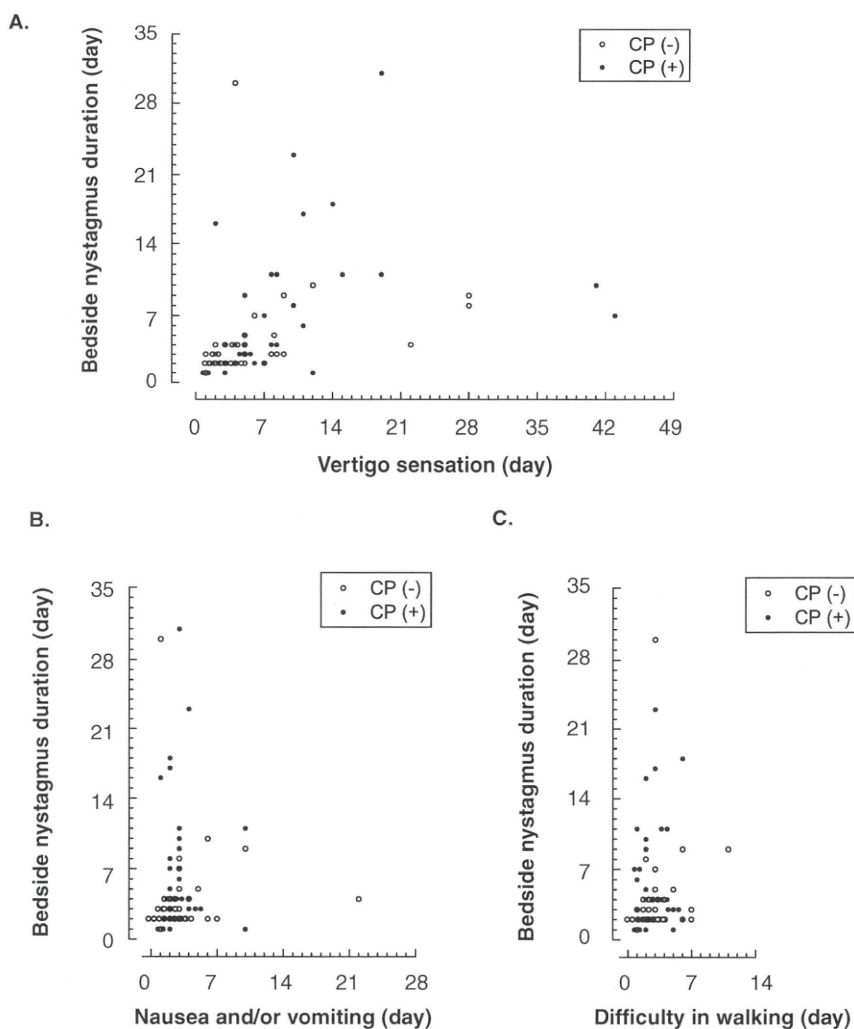 A.
Bedside nystagmus duration (day)
35
28
21
14
7
0
CP (-)
CP (+)
0 7 14 21 28 35 42 49
Vertigo sensation (day)
B.
Bedside nystagmus duration (day)
35
28
21
14
7
0
CP (-)
CP (+)
0 7 14 21 28
Nausea and/or vomiting (day)
C.
Bedside nystagmus duration (day)
35
28
21
14
7
0
CP (-)
CP (+)
0 7 14
Difficulty in walking (day)